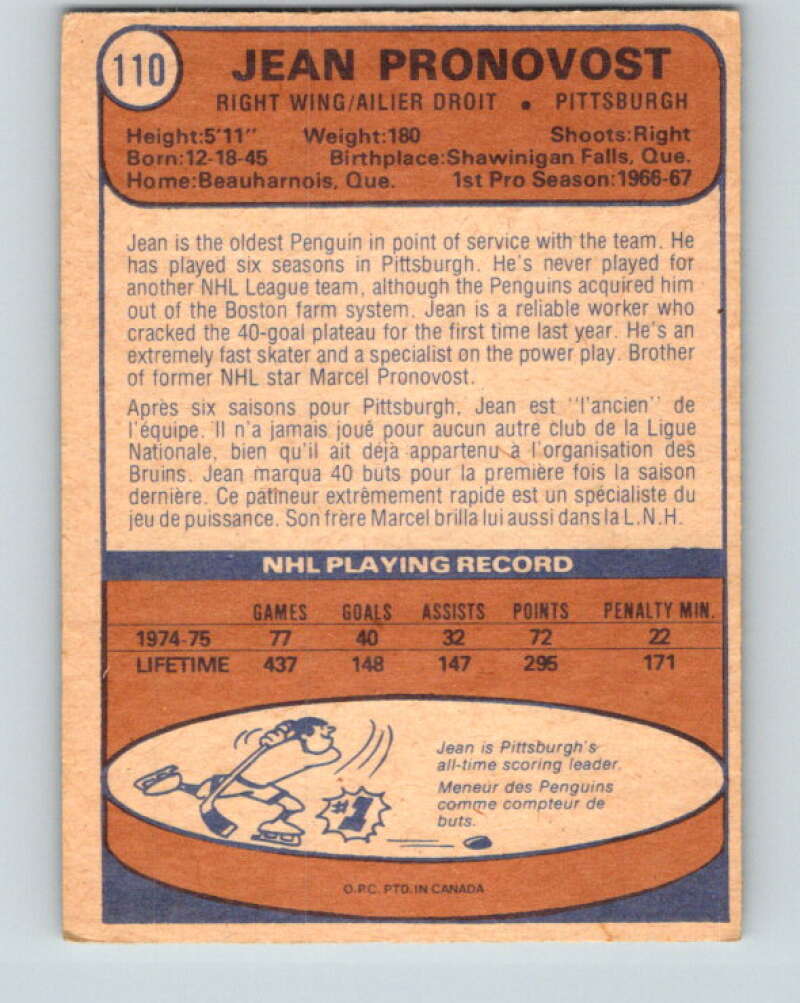 110
JEAN PRONOVOST
RIGHT WING/AILIER DROIT • PITTSBURGH
Height:5'11" Weight:180 Shoots:Right
Born:12-18-45 Birthplace:Shawinigan Falls, Que.
Home:Beauharnois, Que. 1st Pro Season:1966-67
Jean is the oldest Penguin in point of service with the team. He
has played six seasons in Pittsburgh. He's never played for
another NHL League team, although the Penguins acquired him
out of the Boston farm system. Jean is a reliable worker who
cracked the 40-goal plateau for the first time last year. He's an
extremely fast skater and a specialist on the power play. Brother
of former NHL star Marcel Pronovost.
Après six saisons pour Pittsburgh, Jean est "l'ancien" de
l'équipe. Il n'a jamais joué pour aucun autre club de la Ligue
Nationale, bien qu'il ait déjà appartenu à l'organisation des
Bruins. Jean marqua 40 buts pour la première fois la saison
dernière. Ce patineur extrêmement rapide est un spécialiste du
jeu de puissance. Son frère Marcel brilla lui aussi dans la L.N.H.
NHL PLAYING RECORD
GAMES GOALS ASSISTS POINTS PENALTY MIN.
1974-75 77 40 32 72 22
LIFETIME 437 148 147 295 171
Jean is Pittsburgh's
all-time scoring leader.
Meneur des Penguins
comme compteur de
buts.
#1
O.P.C. PTD. IN CANADA